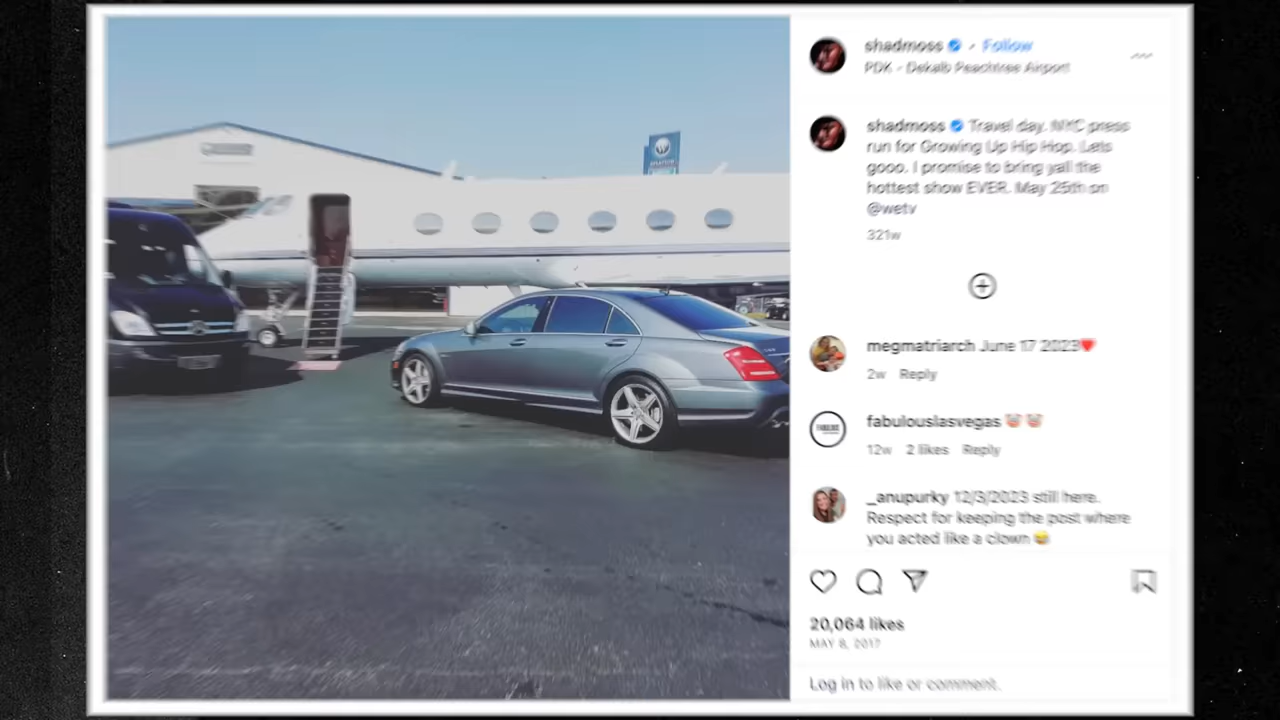 shadmoss • Follow
PDK - Dekalb Peachtree Airport
shadmoss Travel day. NYC press
run for Growing Up Hip Hop. Lets
gooo. I promise to bring yall the
hottest show EVER. May 25th on
@wetv
321w
megmatriarch June 17 2023❤️
2w Reply
fabulouslasvegas 🤡 🤡
12w 2 likes Reply
_anupurky 12/3/2023 still here.
Respect for keeping the post where
you acted like a clown 😂
20,064 likes
MAY 8, 2017
Log in to like or comment.